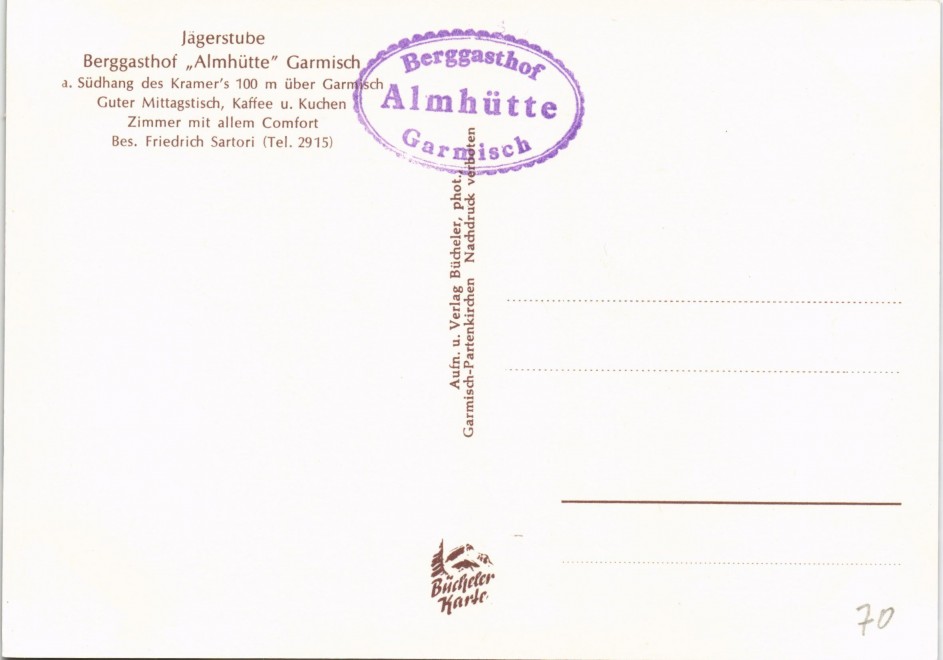 Jägerstube
Berggasthof „Almhütte" Garmisch
a. Südhang des Kramer's 100 m über Garmisch
Guter Mittagstisch, Kaffee u. Kuchen
Zimmer mit allem Comfort
Bes. Friedrich Sartori (Tel. 2915)
Berggasthof
Almhütte
Garmisch
Aufn. u. Verlag Bücheler, phot.,
Garmisch-Partenkirchen Nachdruck verboten
Bücheler
Karte
70